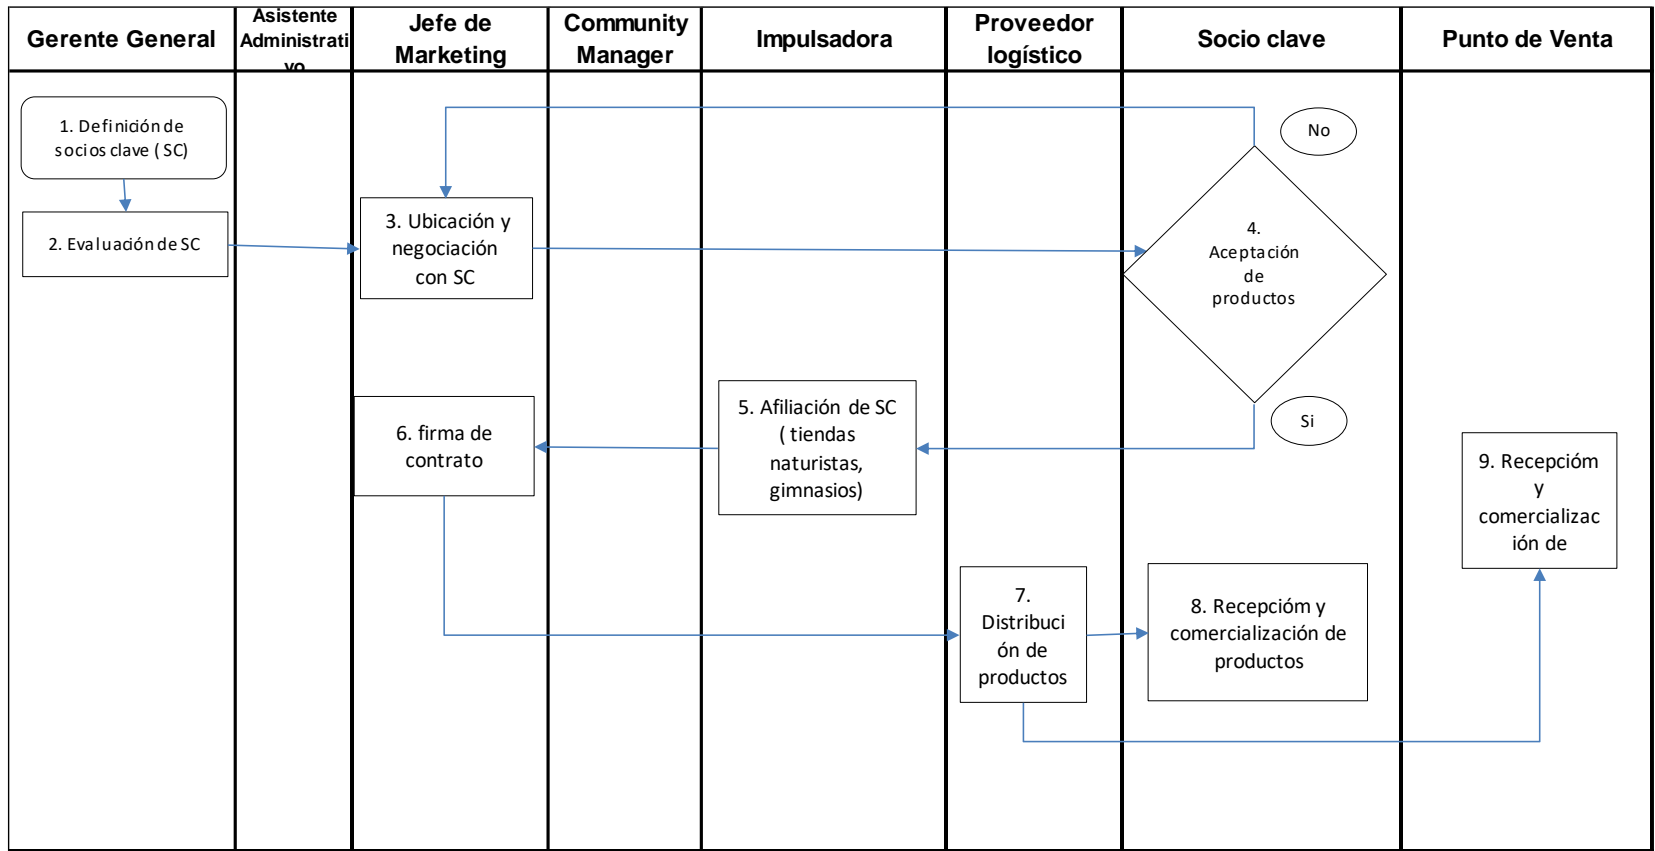 Gerente General
Asistente
Administrati
vo
Jefe de
Marketing
Community
Manager
Impulsadora
Proveedor
logístico
Socio clave
Punto de Venta
1. Definición de
socios clave ( SC)
2. Evaluación de SC
3. Ubicación y
negociación
con SC
No
4.
Aceptación
de
productos
Si
5. Afiliación de SC
( tiendas
naturistas,
gimnasios)
6. firma de
contrato
7.
Distribuci
ón de
productos
8. Recepcióm y
comercialización de
productos
9. Recepcióm
y
comercializac
ión de